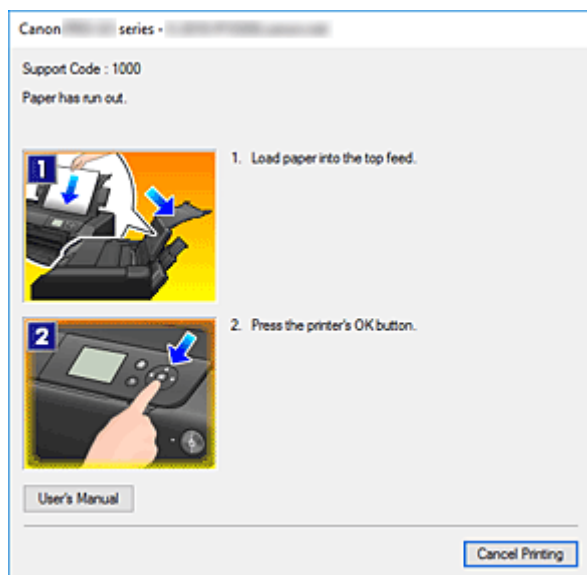 Canon series -
Support Code : 1000
Paper has run out.
1
1. Load paper into the top feed.
2
2. Press the printer's OK button.
User's Manual
Cancel Printing